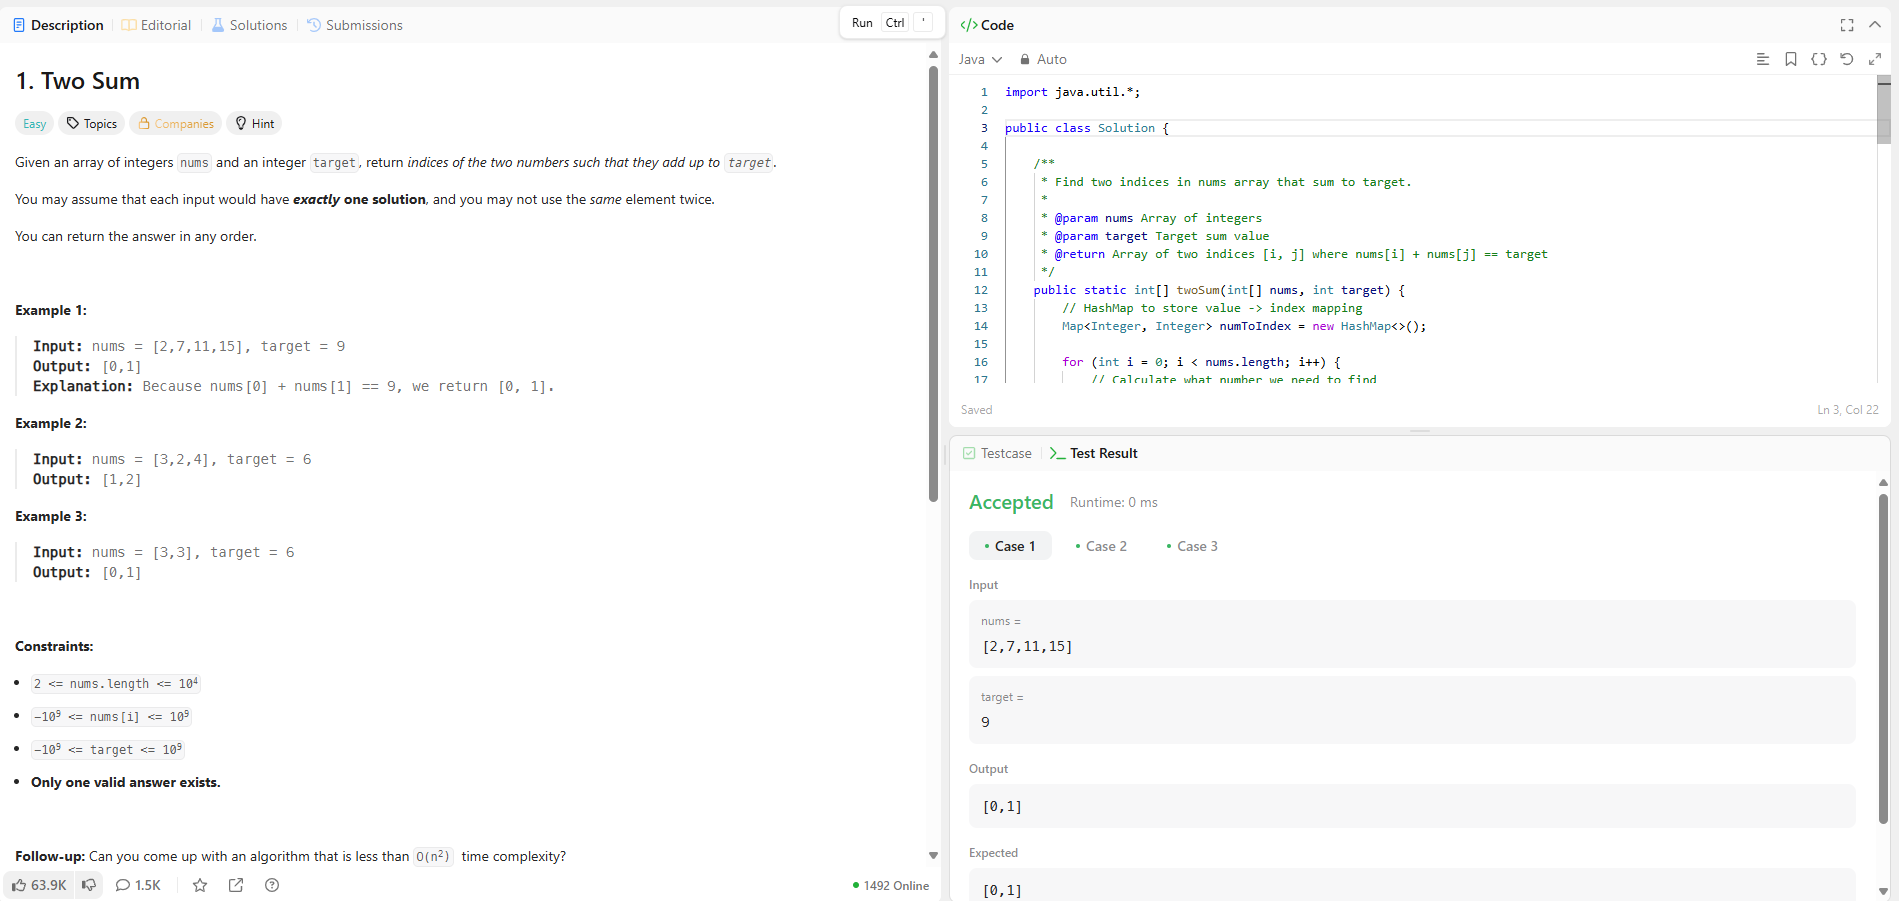 Description
Editorial
Solutions
Submissions
Run Ctrl '
1. Two Sum
Easy
Topics
Companies
Hint
Given an array of integers nums and an integer target, return indices of the two numbers such that they add up to target.
You may assume that each input would have exactly one solution, and you may not use the same element twice.
You can return the answer in any order.
Example 1:
Input: nums = [2,7,11,15], target = 9
Output: [0,1]
Explanation: Because nums[0] + nums[1] == 9, we return [0, 1].
Example 2:
Input: nums = [3,2,4], target = 6
Output: [1,2]
Example 3:
Input: nums = [3,3], target = 6
Output: [0,1]
Constraints:
2 <= nums.length <= 10⁴
-10⁹ <= nums[i] <= 10⁹
-10⁹ <= target <= 10⁹
Only one valid answer exists.
Follow-up: Can you come up with an algorithm that is less than O(n²) time complexity?
63.9K
1.5K
1492 Online
</> Code
Java
Auto
1 import java.util.*;
2
3 public class Solution {
4
5 /**
6 * Find two indices in nums array that sum to target.
7 *
8 * @param nums Array of integers
9 * @param target Target sum value
10 * @return Array of two indices [i, j] where nums[i] + nums[j] == target
11 */
12 public static int[] twoSum(int[] nums, int target) {
13 // HashMap to store value -> index mapping
14 Map<Integer, Integer> numToIndex = new HashMap<>();
15
16 for (int i = 0; i < nums.length; i++) {
17 // Calculate what number we need to find
Saved
Ln 3, Col 22
Testcase
Test Result
Accepted
Runtime: 0 ms
Case 1
Case 2
Case 3
Input
nums =
[2,7,11,15]
target =
9
Output
[0,1]
Expected
[0,1]